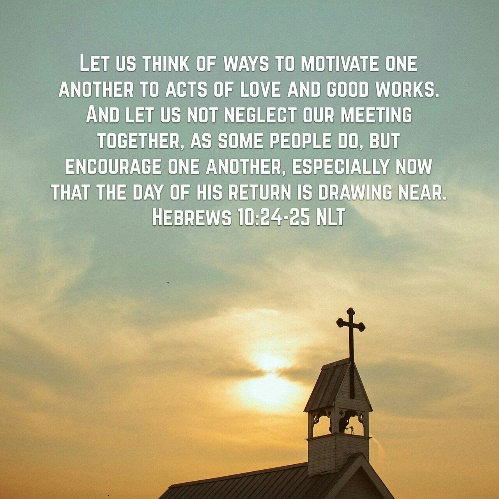 Let us think of ways to motivate one
another to acts of love and good works.
And let us not neglect our meeting
together, as some people do, but
encourage one another, especially now
that the day of his return is drawing near.
Hebrews 10:24-25 NLT